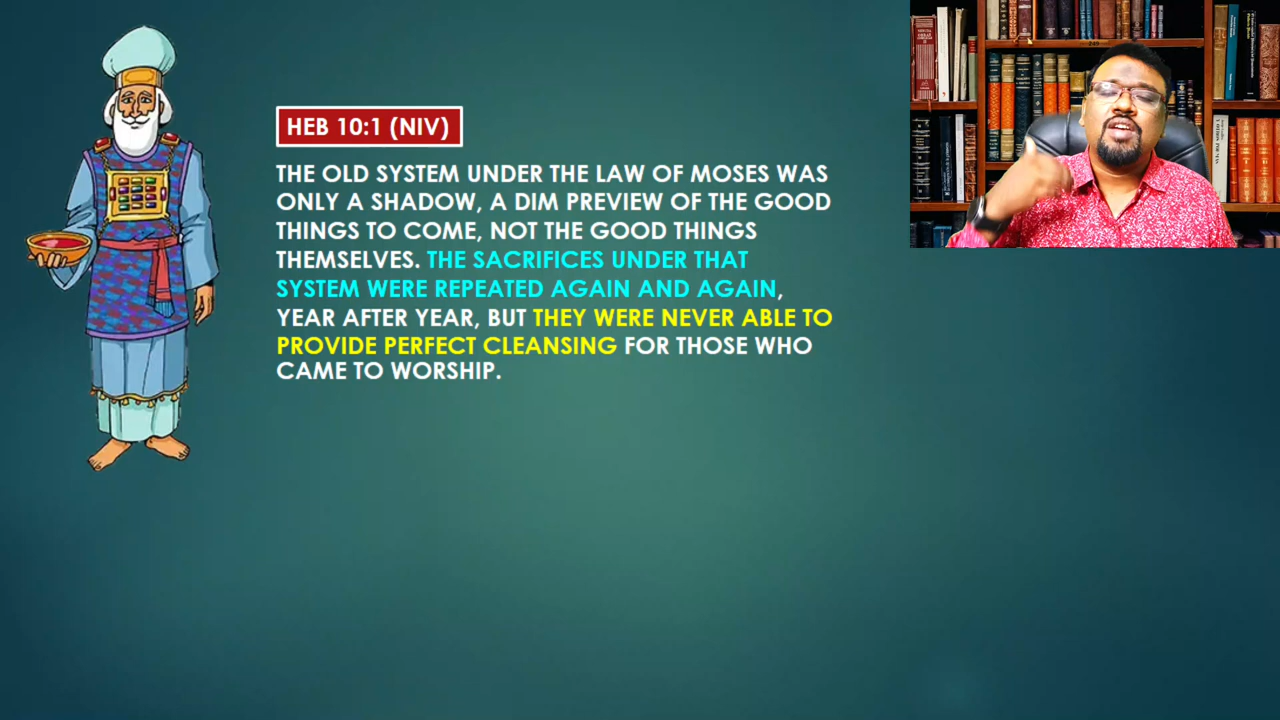 HEB 10:1 (NIV)
THE OLD SYSTEM UNDER THE LAW OF MOSES WAS
ONLY A SHADOW, A DIM PREVIEW OF THE GOOD
THINGS TO COME, NOT THE GOOD THINGS
THEMSELVES. THE SACRIFICES UNDER THAT
SYSTEM WERE REPEATED AGAIN AND AGAIN,
YEAR AFTER YEAR, BUT THEY WERE NEVER ABLE TO
PROVIDE PERFECT CLEANSING FOR THOSE WHO
CAME TO WORSHIP.